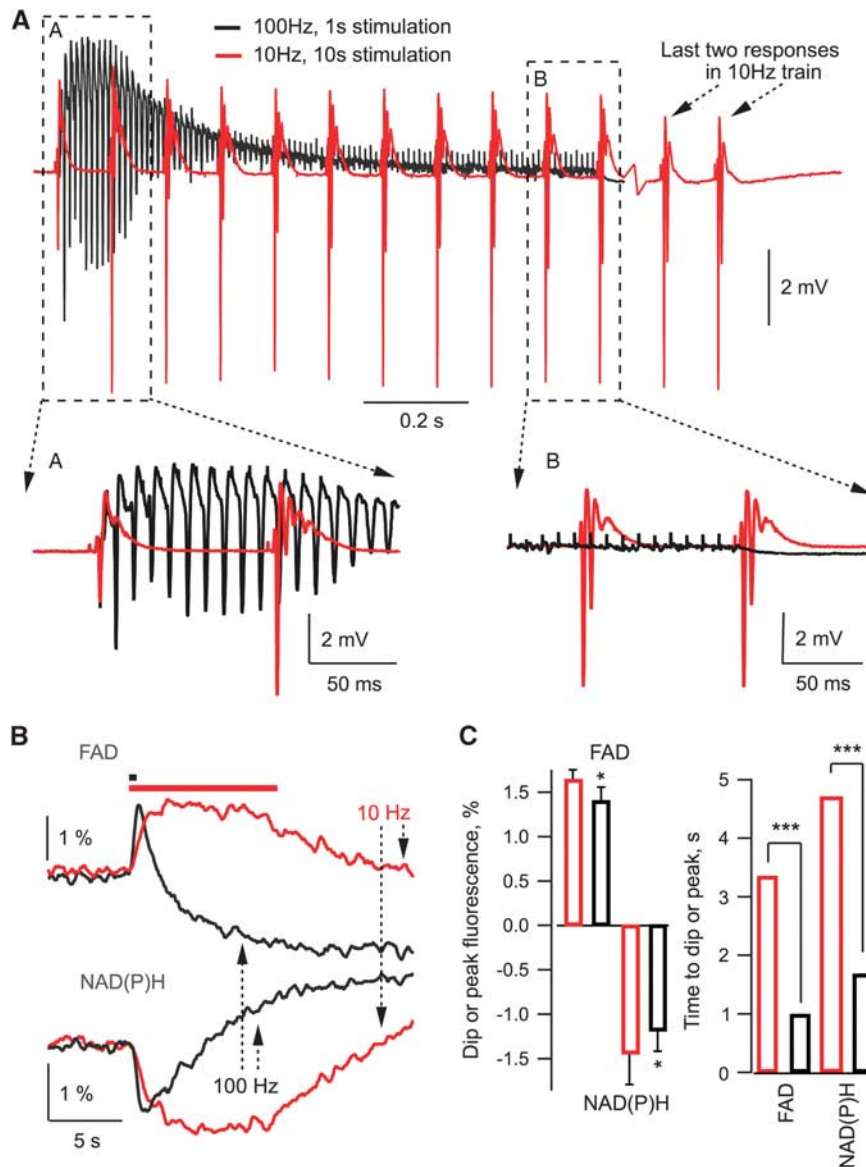 A
A
100Hz, 1s stimulation
10Hz, 10s stimulation
B
Last two responses
in 10Hz train
2 mV
0.2 s
A
2 mV
50 ms
B
2 mV
50 ms
B
FAD
1 %
10 Hz
NAD(P)H
100 Hz
1 %
5 s
C
FAD
Dip or peak fluorescence, %
1.5
1.0
0.5
0.0
-0.5
-1.0
-1.5
*
*
NAD(P)H
Time to dip or peak, s
5
4
3
2
1
0
***
***
FAD
NAD(P)H